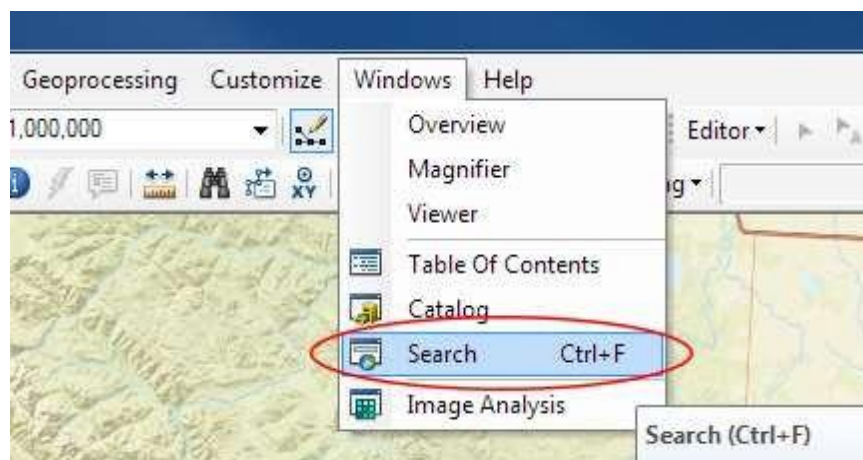 Geoprocessing Customize Windows Help
1,000,000
Editor
XY
Overview
Magnifier
Viewer
Table Of Contents
Catalog
Search Ctrl+F
Image Analysis
Search (Ctrl+F)